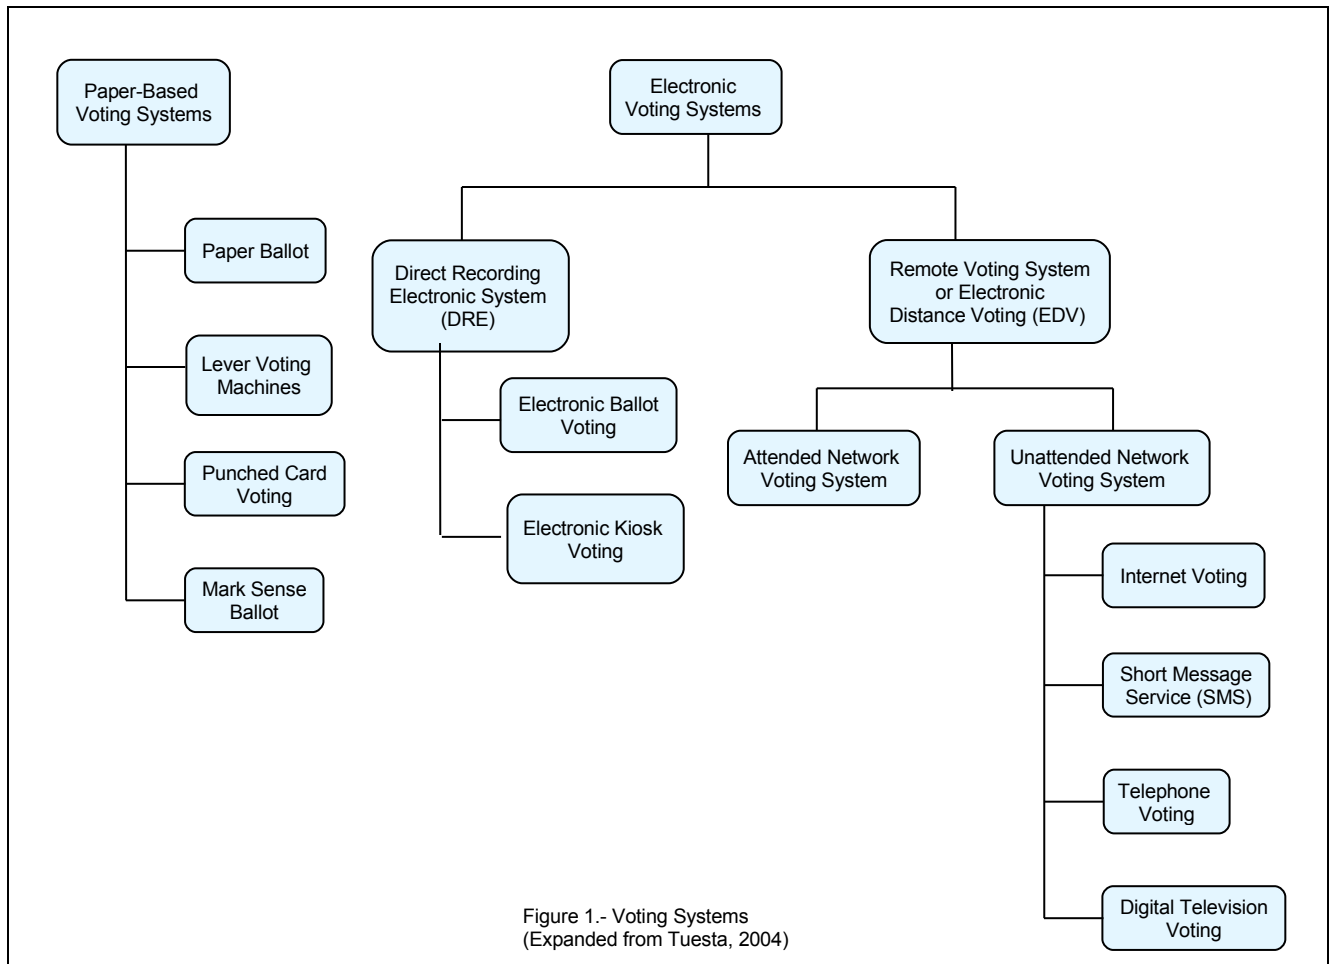 Paper-Based
Voting Systems
Paper Ballot
Lever Voting
Machines
Punched Card
Voting
Mark Sense
Ballot
Electronic
Voting Systems
Direct Recording
Electronic System
(DRE)
Electronic Ballot
Voting
Electronic Kiosk
Voting
Remote Voting System
or Electronic
Distance Voting (EDV)
Attended Network
Voting System
Unattended Network
Voting System
Internet Voting
Short Message
Service (SMS)
Telephone
Voting
Digital Television
Voting
Figure 1.- Voting Systems
(Expanded from Tuesta, 2004)